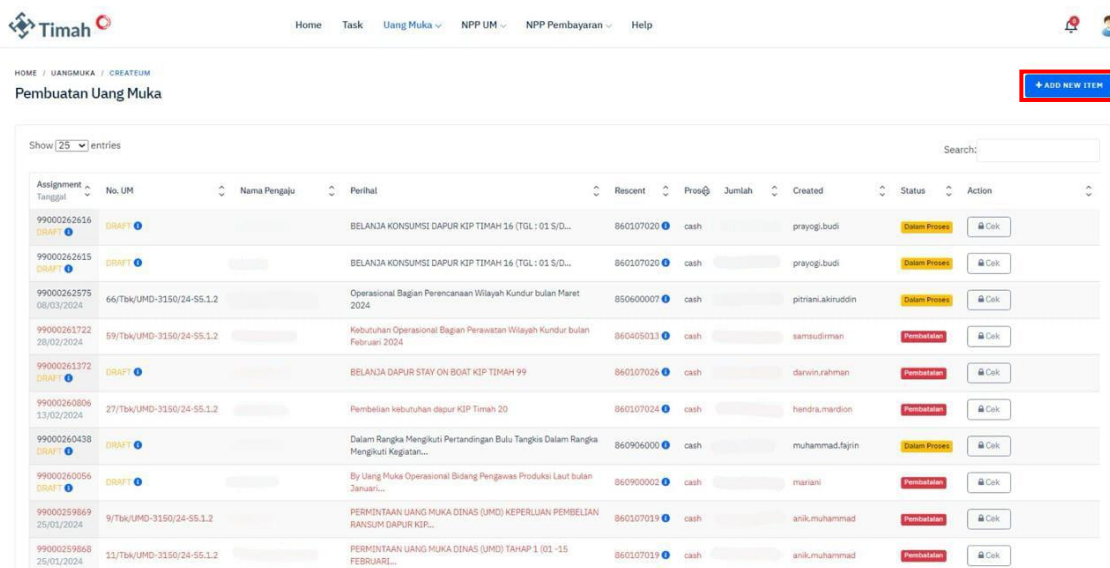 Timah
Home Task Uang Muka NPP UM NPP Pembayaran Help
HOME / UANGMUKA / CREATEUM
Pembuatan Uang Muka
+ ADD NEW ITEM
Show 25 entries
Search:
Assignment Tanggal No. UM Nama Pengaju Perihal Rescent Proses Jumlah Created Status Action
99000262616 DRAFT DRAFT BELANJA KONSUMSI DAPUR KIP TIMAH 16 (TGL : 01 S/D... 860107020 cash prayogi.budi Dalam Proses Cek
99000262615 DRAFT DRAFT BELANJA KONSUMSI DAPUR KIP TIMAH 16 (TGL : 01 S/D... 860107020 cash prayogi.budi Dalam Proses Cek
99000262575 08/03/2024 66/Tbk/UMD-3150/24-S5.1.2 Operasional Bagian Perencanaan Wilayah Kundur bulan Maret 2024 850600007 cash pitriani.akiruddin Dalam Proses Cek
99000261722 28/02/2024 59/Tbk/UMD-3150/24-S5.1.2 Kebutuhan Operasional Bagian Perawatan Wilayah Kundur bulan Februari 2024 860405013 cash samsudirman Pembatalan Cek
99000261372 DRAFT DRAFT BELANJA DAPUR STAY ON BOAT KIP TIMAH 99 860107026 cash darwin.rahman Pembatalan Cek
99000260806 13/02/2024 27/Tbk/UMD-3150/24-S5.1.2 Pembelian kebutuhan dapur KIP Timah 20 860107024 cash hendra.mardion Pembatalan Cek
99000260438 DRAFT DRAFT Dalam Rangka Mengikuti Pertandingan Bulu Tangkis Dalam Rangka Mengikuti Kegiatan... 860906000 cash muhammad.fajrin Dalam Proses Cek
99000260056 DRAFT DRAFT By Uang Muka Operasional Bidang Pengawas Produksi Laut bulan Januari... 860900002 cash mariani Pembatalan Cek
99000259869 25/01/2024 9/Tbk/UMD-3150/24-S5.1.2 PERMINTAAN UANG MUKA DINAS (UMD) KEPERLUAN PEMBELIAN RANSUM DAPUR KIP... 860107019 cash anik.muhammad Pembatalan Cek
99000259868 25/01/2024 11/Tbk/UMD-3150/24-S5.1.2 PERMINTAAN UANG MUKA DINAS (UMD) TAHAP 1 (01 -15 FEBRUARI... 860107019 cash anik.muhammad Pembatalan Cek